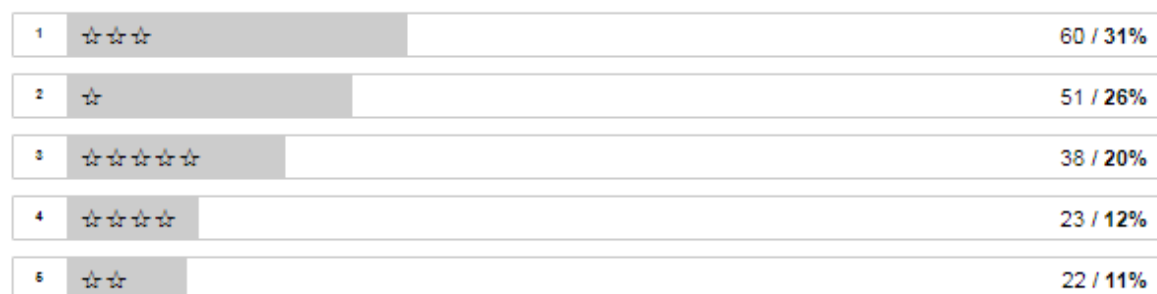 1 ☆☆☆ 60 / 31%
2 ☆ 51 / 26%
3 ☆☆☆☆☆ 38 / 20%
4 ☆☆☆☆ 23 / 12%
5 ☆☆ 22 / 11%